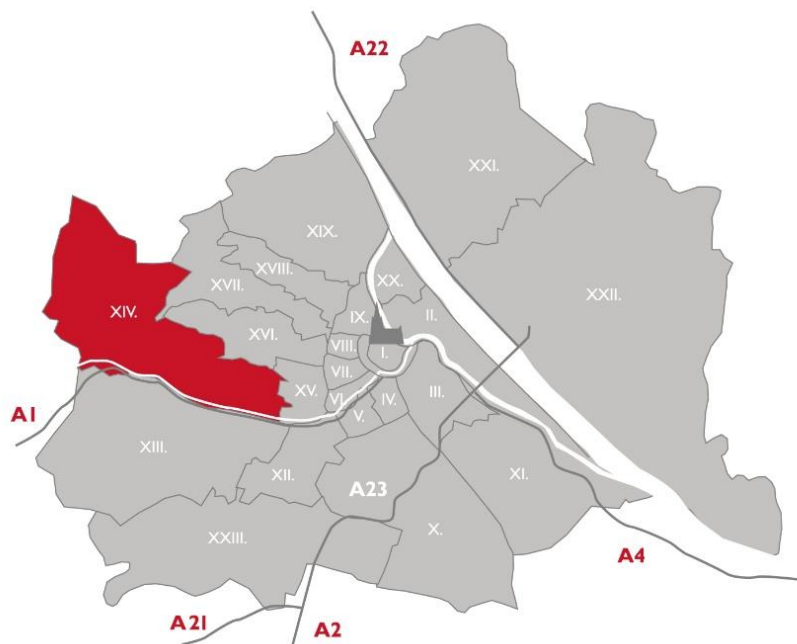 A22
XXI.
XIX.
XVIII.
XX.
XVII.
XXII.
XIV.
IX.
II.
XVI.
VIII.
I.
VII.
XV.
VI.
IV.
III.
V.
A1
XIII.
XII.
XI.
A23
X.
XXIII.
A4
A21
A2